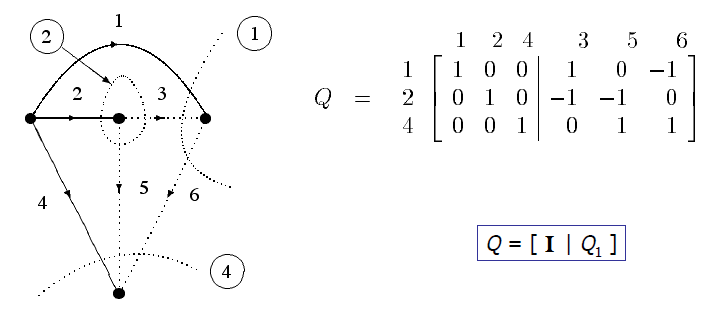 1
2
1
2
3
4
5
6
4
1 2 4 3 5 6
1 1 0 0 1 0 −1
Q = 2 0 1 0 −1 −1 0
4 0 0 1 0 1 1
Q = [ I | Q₁ ]